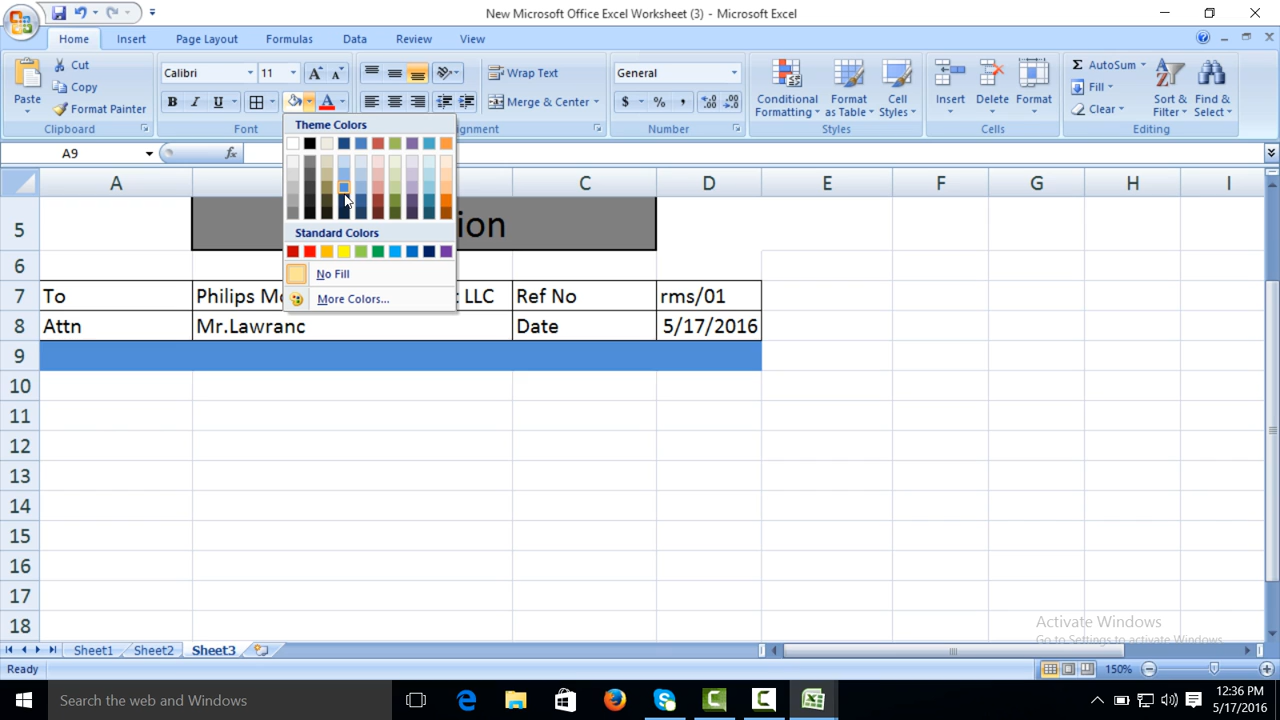 New Microsoft Office Excel Worksheet (3) - Microsoft Excel
Home Insert Page Layout Formulas Data Review View
Paste
Cut
Copy
Format Painter
Clipboard
Calibri 11
B I U A
Font
Wrap Text
Merge & Center
gnment
General
$ % ,
Number
Conditional Formatting
Format as Table
Cell Styles
Styles
Insert Delete Format
Cells
Σ AutoSum
Fill
Clear
Sort & Filter
Find & Select
Editing
A9 fx
Theme Colors
Standard Colors
No Fill
More Colors...
A C D E F G H I
5 ion
6
7 To Philips M LLC Ref No rms/01
8 Attn Mr.Lawranc Date 5/17/2016
9
10
11
12
13
14
15
16
17
18
Activate Windows
Go to Settings to activate Windows.
Sheet1 Sheet2 Sheet3
Ready 150%
Search the web and Windows
12:36 PM
5/17/2016